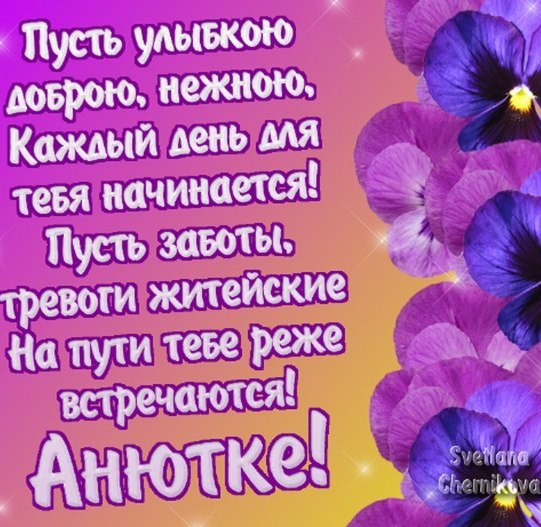 Пусть улыбкою
доброю, нежною,
Каждый день для
тебя начинается!
Пусть заботы,
тревоги житейские
На пути тебе реже
встречаются!
Анютке!
Svetlana
Chernikova